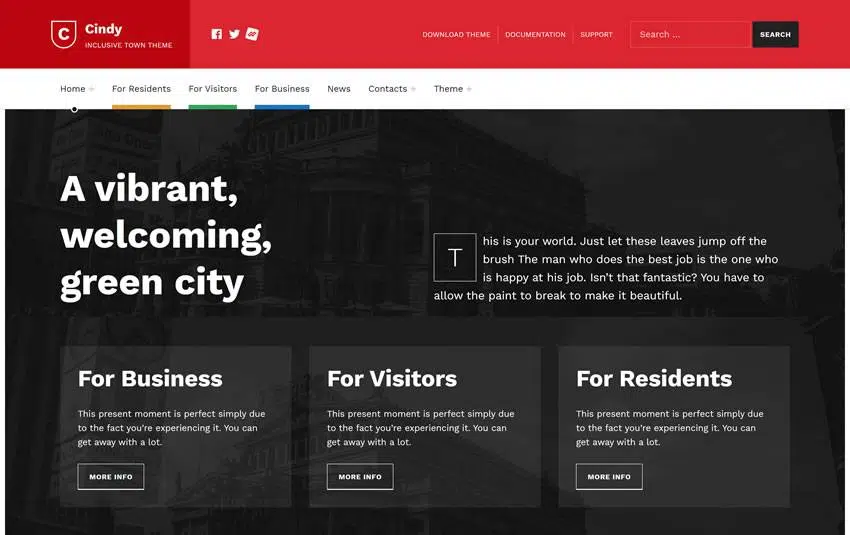 C
Cindy
INCLUSIVE TOWN THEME
DOWNLOAD THEME
DOCUMENTATION
SUPPORT
Search ...
SEARCH
Home +
For Residents
For Visitors
For Business
News
Contacts +
Theme +
A vibrant,
welcoming,
green city
This is your world. Just let these leaves jump off the
brush The man who does the best job is the one who
is happy at his job. Isn't that fantastic? You have to
allow the paint to break to make it beautiful.
For Business
This present moment is perfect simply due
to the fact you're experiencing it. You can
get away with a lot.
MORE INFO
For Visitors
This present moment is perfect simply due
to the fact you're experiencing it. You can
get away with a lot.
MORE INFO
For Residents
This present moment is perfect simply due
to the fact you're experiencing it. You can
get away with a lot.
MORE INFO